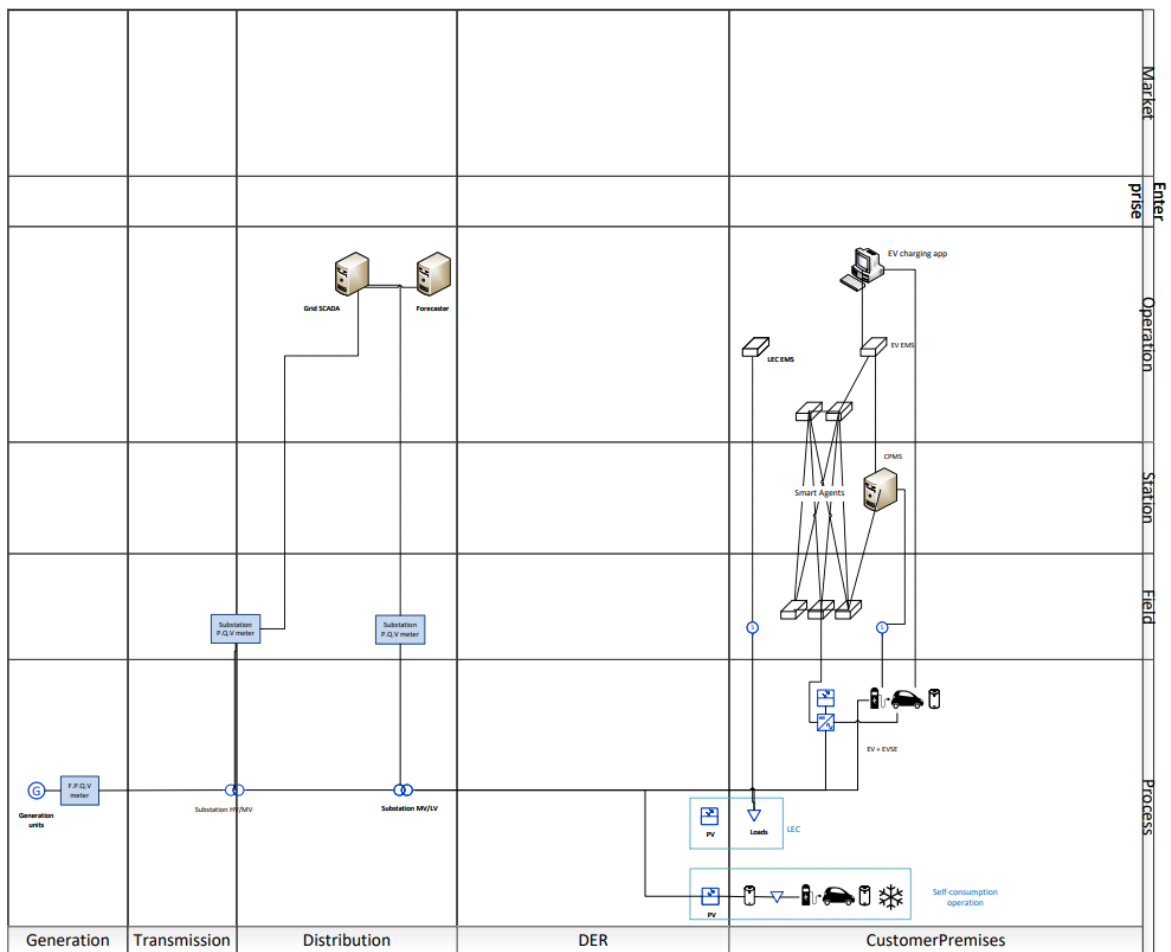 Market
Enter
prise
EV charging app
Grid SCADA
Forecaster
Operation
LEC EMS
EV EMS
CPMS
Station
Smart Agents
Field
Substation
P.Q.V meter
Substation
P.Q.V meter
S
S
EV + EVSE
G
F.P.Q.V
meter
Generation
units
Substation HV/MV
Substation MV/LV
Process
PV
Loads
LEC
PV
Self-consumption
operation
Generation
Transmission
Distribution
DER
CustomerPremises